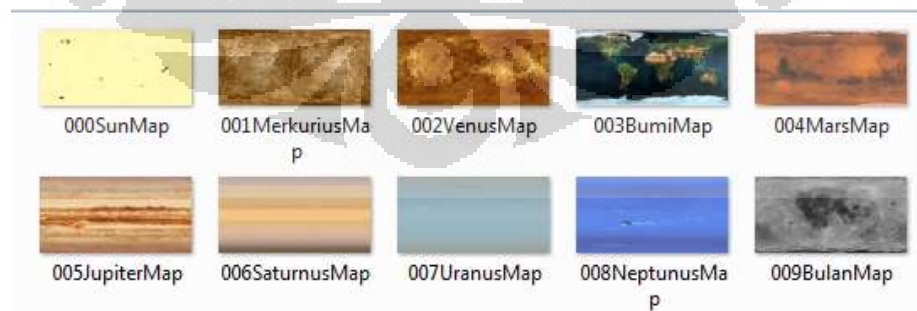 000SunMap
001MerkuriusMa
p
002VenusMap
003BumiMap
004MarsMap
005JupiterMap
006SaturnusMap
007UranusMap
008NeptunusMa
p
009BulanMap